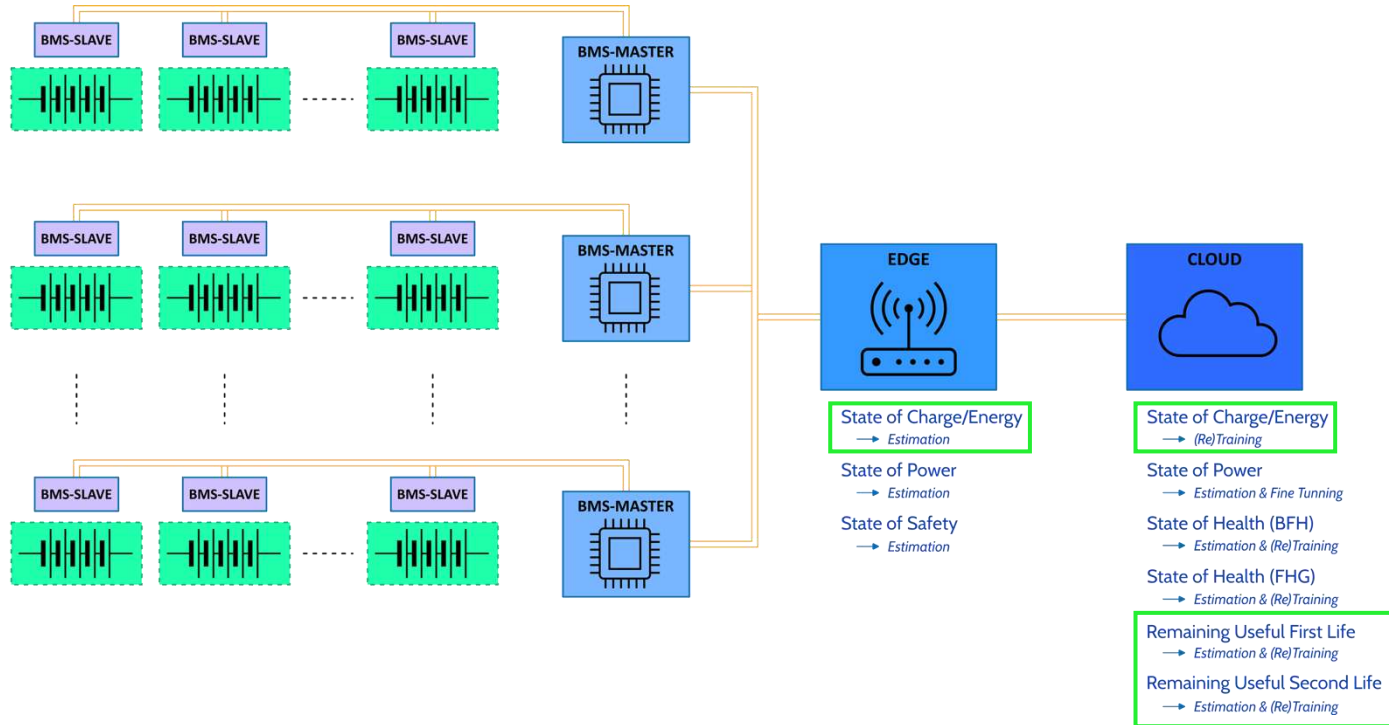 BMS-SLAVE
BMS-SLAVE
BMS-SLAVE
BMS-MASTER
BMS-SLAVE
BMS-SLAVE
BMS-SLAVE
BMS-MASTER
BMS-SLAVE
BMS-SLAVE
BMS-SLAVE
BMS-MASTER
EDGE
State of Charge/Energy
→ Estimation
State of Power
→ Estimation
State of Safety
→ Estimation
CLOUD
State of Charge/Energy
→ (Re)Training
State of Power
→ Estimation & Fine Tunning
State of Health (BFH)
→ Estimation & (Re)Training
State of Health (FHG)
→ Estimation & (Re)Training
Remaining Useful First Life
→ Estimation & (Re)Training
Remaining Useful Second Life
→ Estimation & (Re)Training